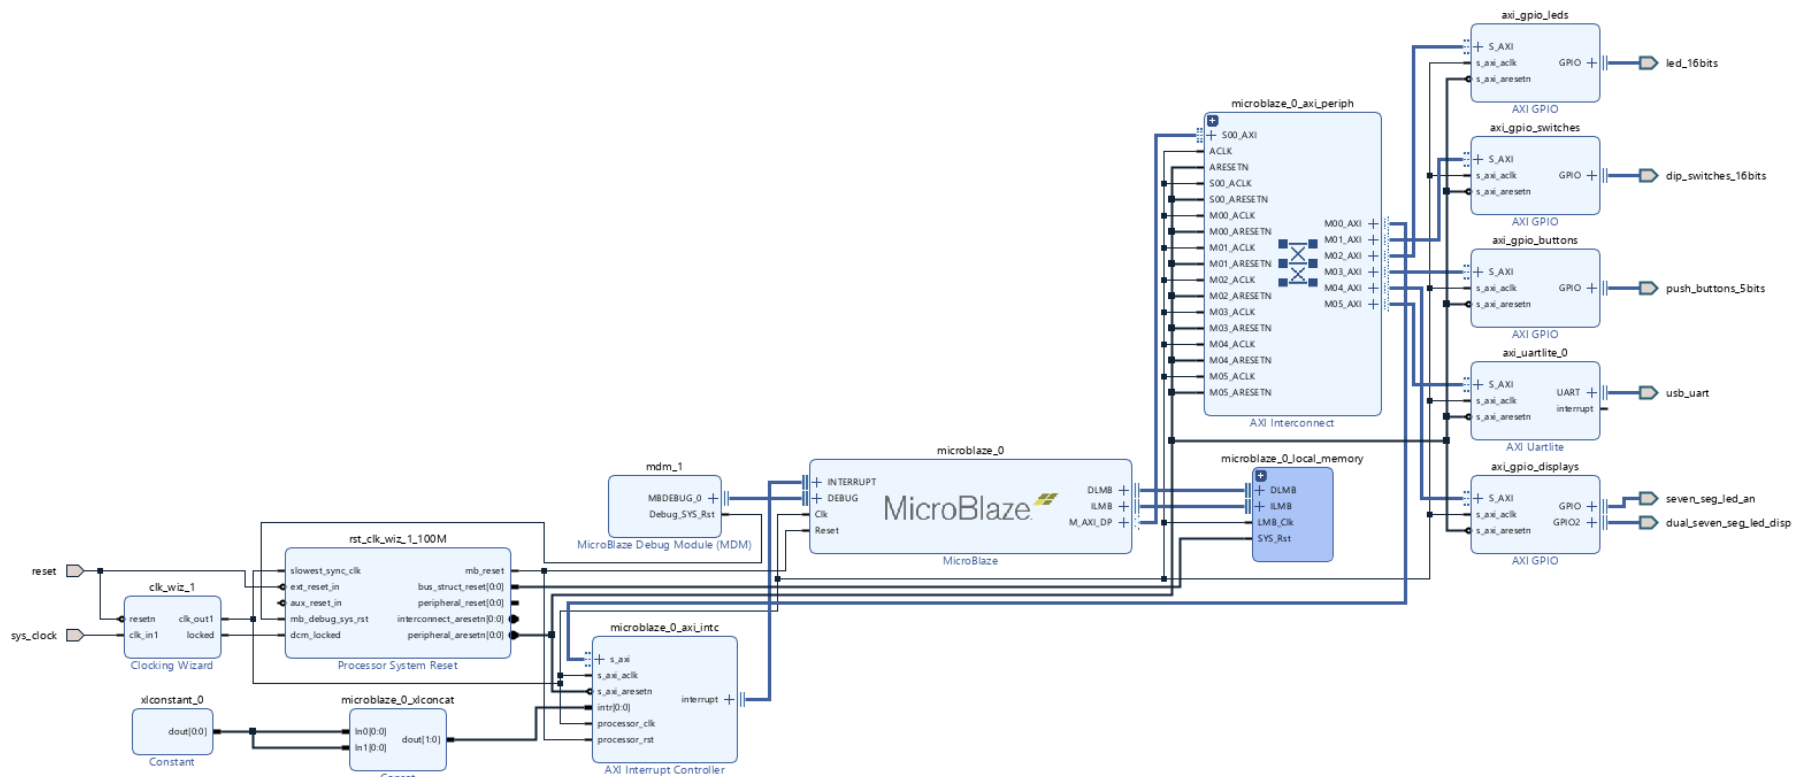 axi_gpio_leds
S_AXI
s_axi_aclk
s_axi_aresetn
GPIO
AXI GPIO
led_16bits
axi_gpio_switches
S_AXI
s_axi_aclk
s_axi_aresetn
GPIO
AXI GPIO
dip_switches_16bits
axi_gpio_buttons
S_AXI
s_axi_aclk
s_axi_aresetn
GPIO
AXI GPIO
push_buttons_5bits
axi_uartlite_0
S_AXI
s_axi_aclk
s_axi_aresetn
UART
interrupt
AXI Uartlite
usb_uart
axi_gpio_displays
S_AXI
s_axi_aclk
s_axi_aresetn
GPIO
GPIO2
AXI GPIO
seven_seg_led_an
dual_seven_seg_led_disp
microblaze_0_axi_periph
S00_AXI
ACLK
ARESETN
S00_ACLK
S00_ARESETN
M00_ACLK
M00_ARESETN
M01_ACLK
M01_ARESETN
M02_ACLK
M02_ARESETN
M03_ACLK
M03_ARESETN
M04_ACLK
M04_ARESETN
M05_ACLK
M05_ARESETN
M00_AXI
M01_AXI
M02_AXI
M03_AXI
M04_AXI
M05_AXI
AXI Interconnect
microblaze_0_local_memory
DLMB
ILMB
LMB_Clk
SYS_Rst
microblaze_0
INTERRUPT
DEBUG
Clk
Reset
MicroBlaze
DLMB
ILMB
M_AXI_DP
MicroBlaze
mdm_1
MBDEBUG_0
Debug_SYS_Rst
MicroBlaze Debug Module (MDM)
rst_clk_wiz_1_100M
slowest_sync_clk
ext_reset_in
aux_reset_in
mb_debug_sys_rst
dcm_locked
mb_reset
bus_struct_reset[0:0]
peripheral_reset[0:0]
interconnect_aresetn[0:0]
peripheral_aresetn[0:0]
Processor System Reset
reset
sys_clock
clk_wiz_1
resetn
clk_in1
clk_out1
locked
Clocking Wizard
microblaze_0_axi_intc
s_axi
s_axi_aclk
s_axi_aresetn
intr[0:0]
processor_clk
processor_rst
interrupt
AXI Interrupt Controller
xlconstant_0
dout[0:0]
Constant
microblaze_0_xlconcat
In0[0:0]
In1[0:0]
dout[1:0]